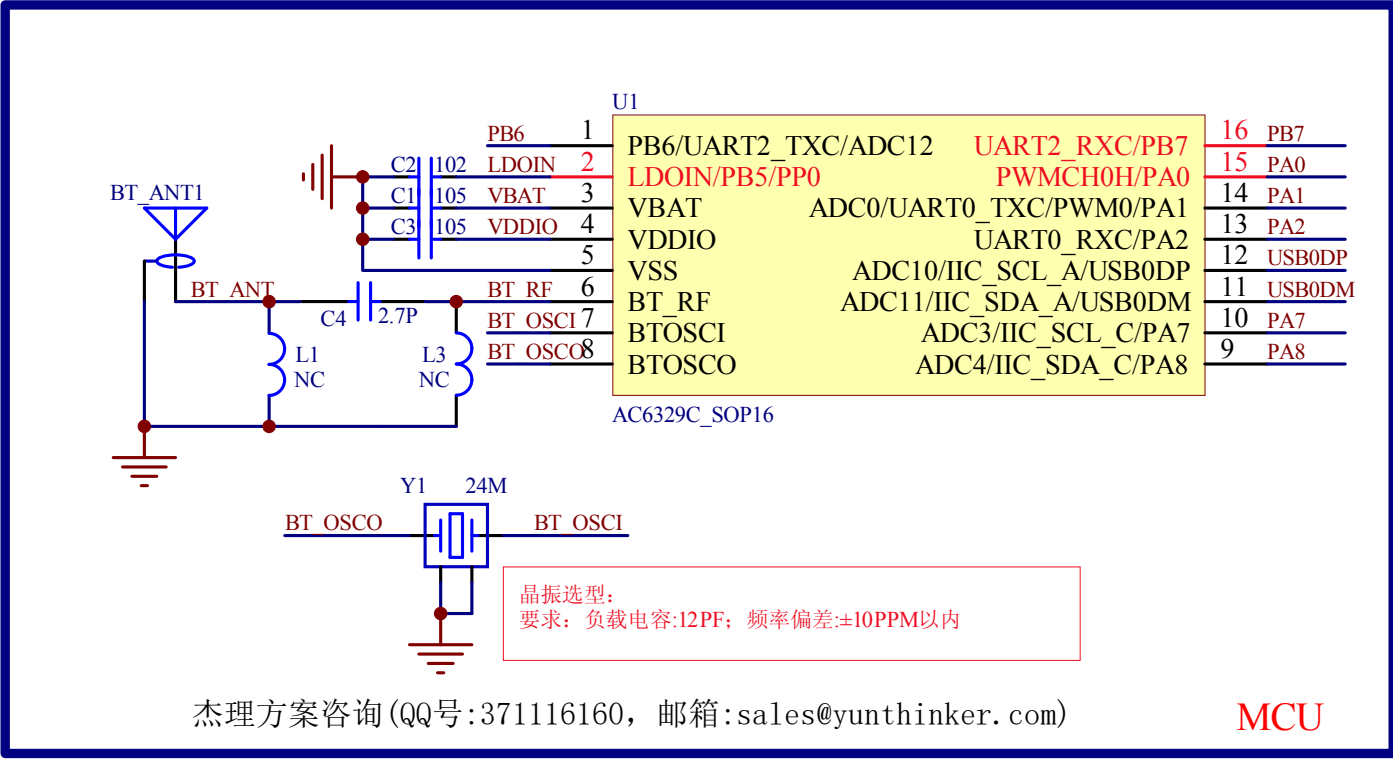 U1
PB6 1 PB6/UART2_TXC/ADC12 UART2_RXC/PB7 16 PB7
C2 102 LDOIN 2 LDOIN/PB5/PP0 PWMCH0H/PA0 15 PA0
C1 105 VBAT 3 VBAT ADC0/UART0_TXC/PWM0/PA1 14 PA1
C3 105 VDDIO 4 VDDIO UART0_RXC/PA2 13 PA2
5 VSS ADC10/IIC_SCL_A/USB0DP 12 USB0DP
BT_ANT1
BT_ANT BT_RF 6 BT_RF ADC11/IIC_SDA_A/USB0DM 11 USB0DM
C4 2.7P
BT_OSCI 7 BTOSCI ADC3/IIC_SCL_C/PA7 10 PA7
BT_OSCO 8 BTOSCO ADC4/IIC_SDA_C/PA8 9 PA8
L1 L3
NC NC
AC6329C_SOP16
Y1 24M
BT_OSCO BT_OSCI
晶振选型：
要求：负载电容:12PF；频率偏差:±10PPM以内
杰理方案咨询(QQ号:371116160，邮箱:sales@yunthinker.com)
MCU